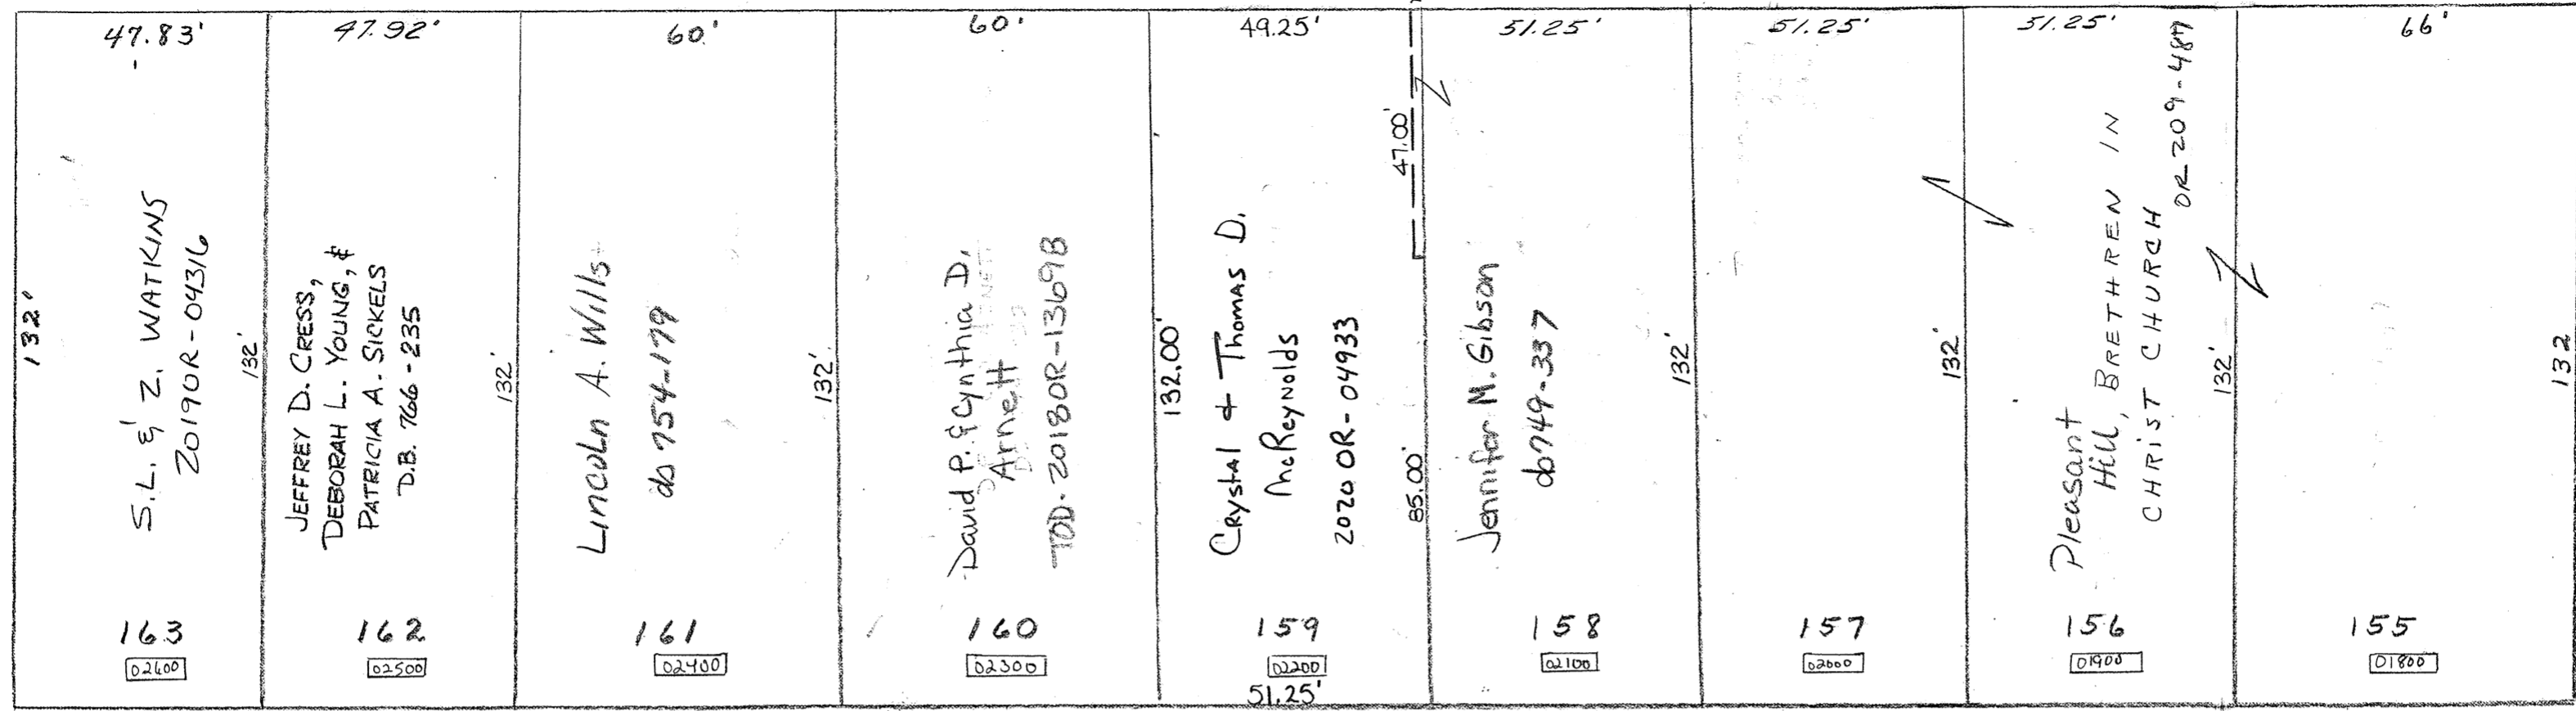 47.83'
47.92'
60'
60'
49.25'
51.25'
51.25'
51.25'
66'
132'
S.L. & Z. WATKINS
2019OR-04316
132'
JEFFREY D. CRESS,
DEBORAH L. YOUNG, &
PATRICIA A. SICKELS
D.B. 766-235
132'
Lincoln A. Wills
db 754-179
132'
David P. & Cynthia D.
Arnett
TOD. 2018OR-13698
132.00'
Crystal & Thomas D.
McReynolds
2020 OR-04933
47.00'
85.00'
Jennifer M. Gibson
db749-337
132'
132'
Pleasant
Hill, BRETHREN IN
CHRIST CHURCH
OR 209-487
132'
132
163
162
161
160
159
158
157
156
155
02600
02500
02400
02300
02200
02100
02000
01900
01800
51.25'